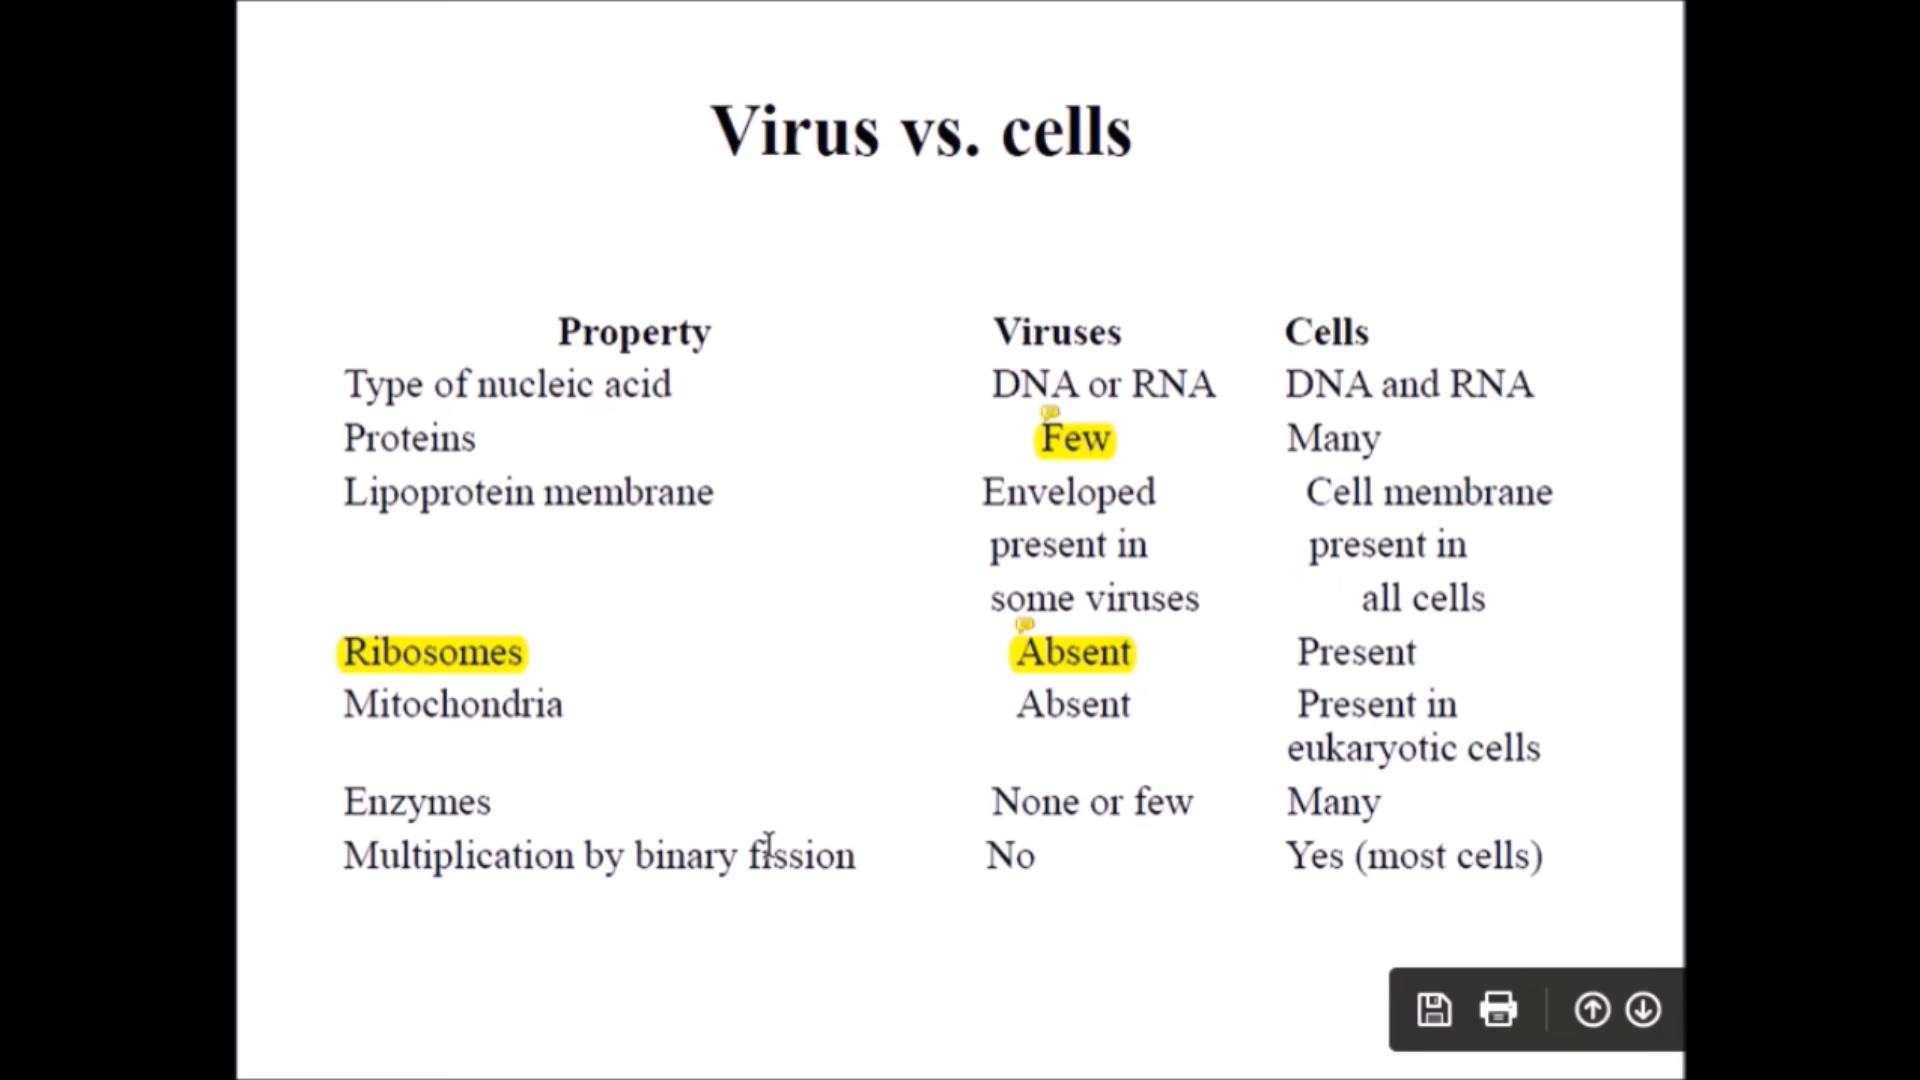 Virus vs. cells
Property Viruses Cells
Type of nucleic acid DNA or RNA DNA and RNA
Proteins Few Many
Lipoprotein membrane Enveloped Cell membrane
present in present in
some viruses all cells
Ribosomes Absent Present
Mitochondria Absent Present in
eukaryotic cells
Enzymes None or few Many
Multiplication by binary fission No Yes (most cells)